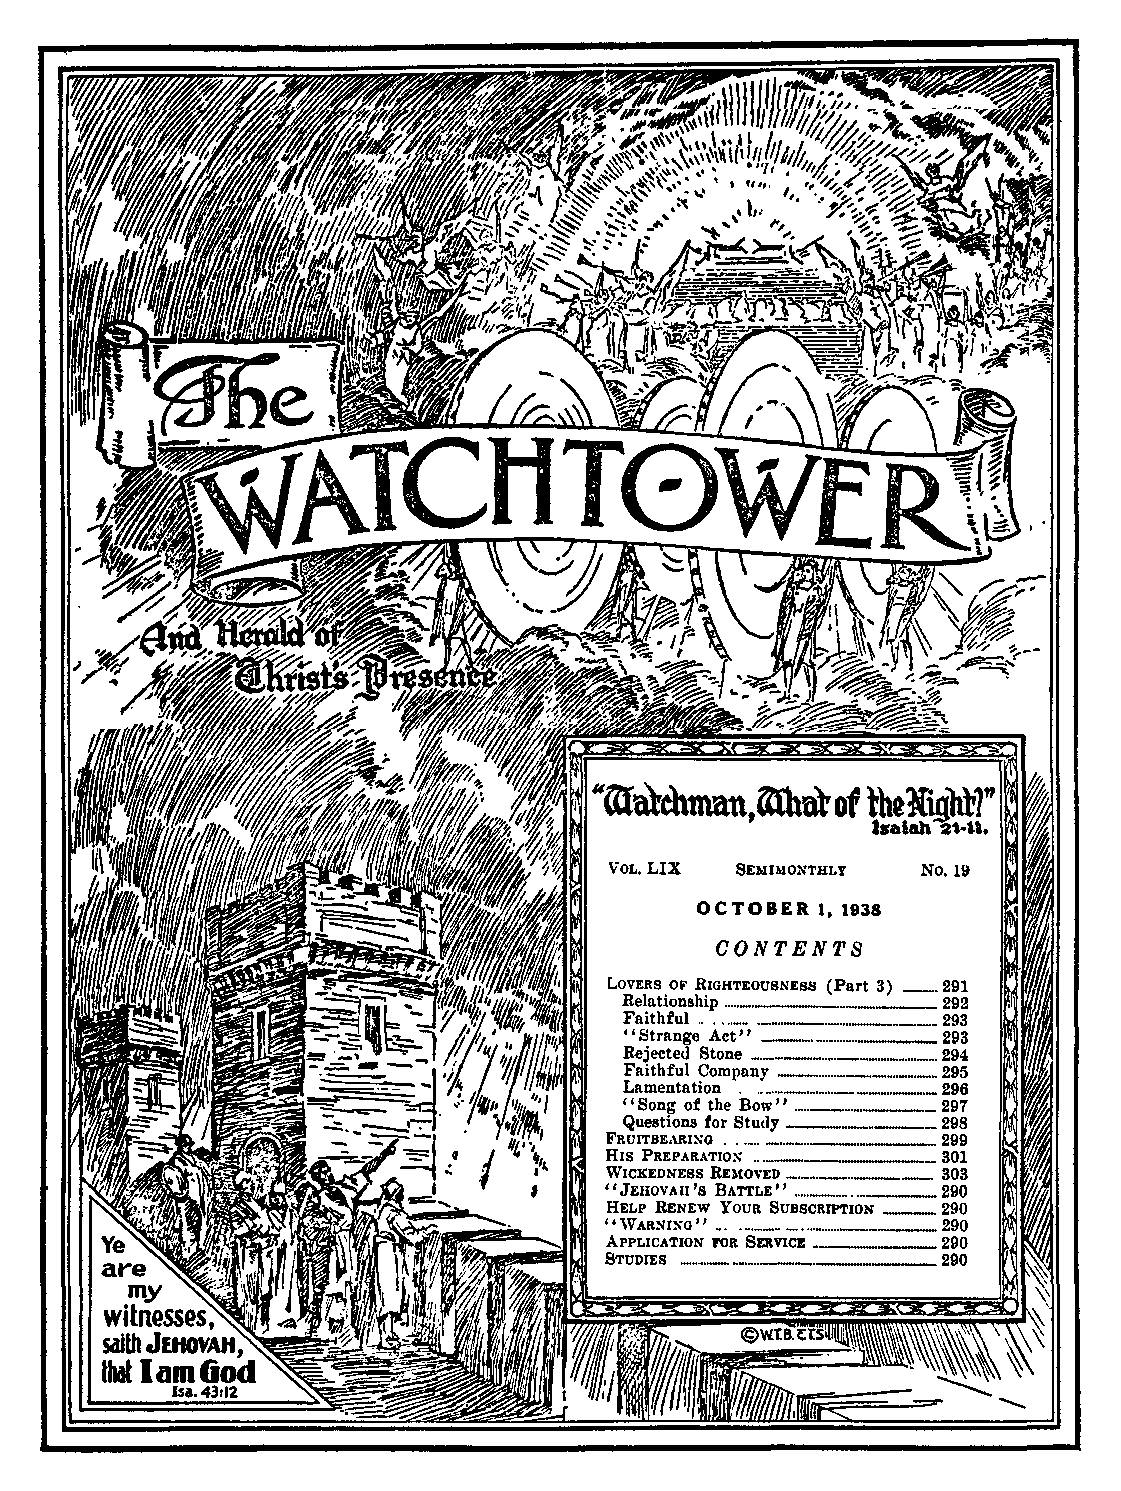 The
WATCHTOWER
And Herald of
Christ's Presence
"Watchman, What of the Night?"
Isaiah 21-11.
VOL. LIX SEMIMONTHLY No. 19
OCTOBER 1, 1938
CONTENTS
LOVERS OF RIGHTEOUSNESS (Part 3) 291
Relationship 292
Faithful 293
"Strange Act" 293
Rejected Stone 294
Faithful Company 295
Lamentation 296
"Song of the Bow" 297
Questions for Study 298
FRUITBEARING 299
HIS PREPARATION 301
WICKEDNESS REMOVED 303
"JEHOVAH'S BATTLE" 290
HELP RENEW YOUR SUBSCRIPTION 290
"WARNING" 290
APPLICATION FOR SERVICE 290
STUDIES 290
Ye
are
my
witnesses,
saith JEHOVAH,
that I am God
Isa. 43:12
©W.T.B.&T.S.